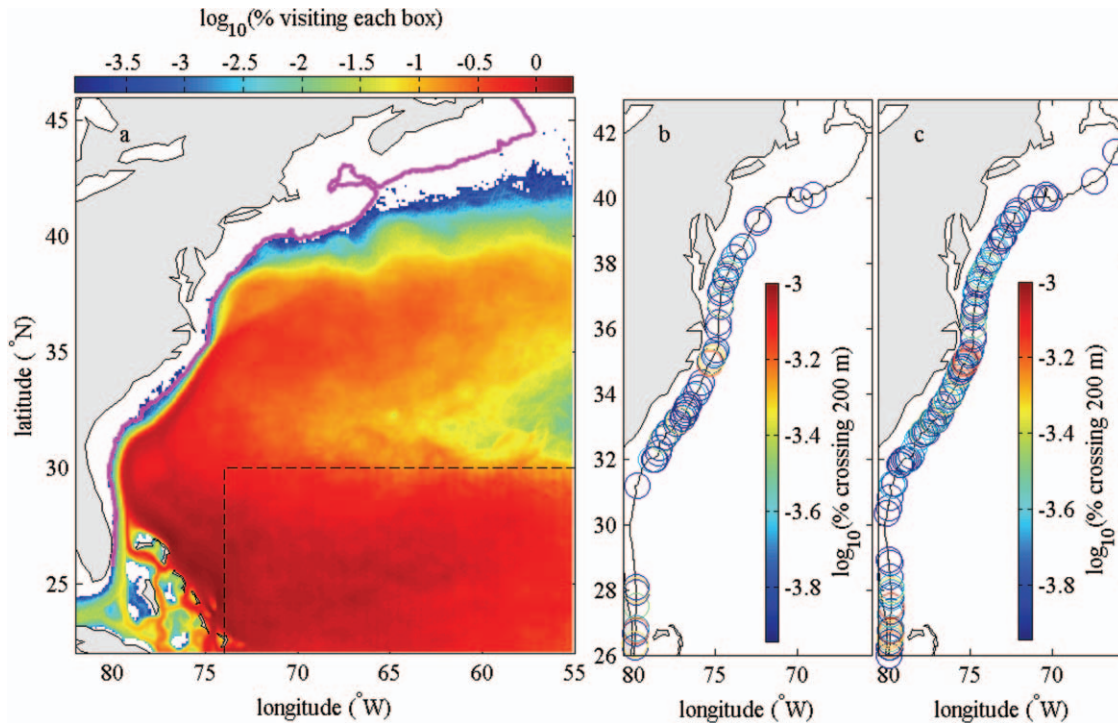 log10(% visiting each box)
-3.5 -3 -2.5 -2 -1.5 -1 -0.5 0
a
45
40
35
30
25
latitude (°N)
80 75 70 65 60 55
longitude (°W)
b
42
40
38
36
34
32
30
28
26
-3
-3.2
-3.4
-3.6
-3.8
log10(% crossing 200 m)
80 75 70
longitude (°W)
c
-3
-3.2
-3.4
-3.6
-3.8
log10(% crossing 200 m)
80 75 70
longitude (°W)